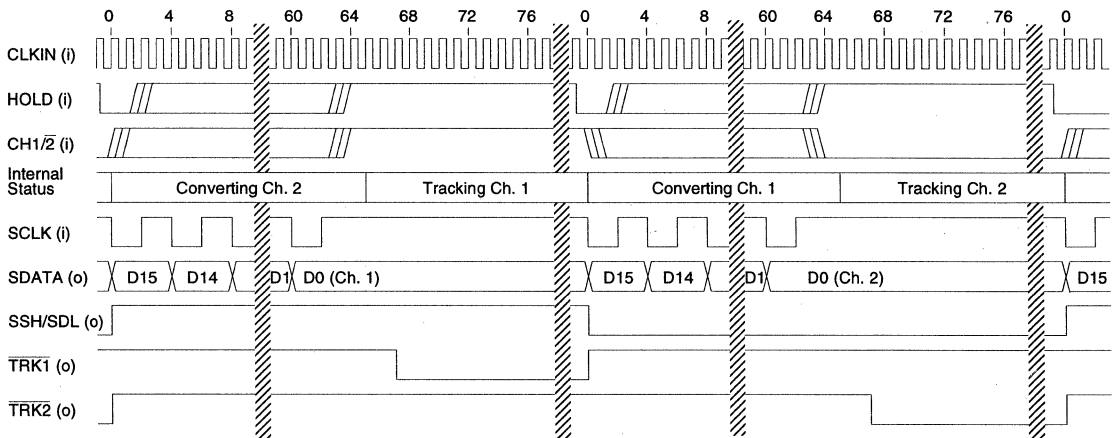 0 4 8 60 64 68 72 76 0 4 8 60 64 68 72 76 0
CLKIN (i)
HOLD (i)
CH1/2̅ (i)
Internal
Status
Converting Ch. 2 Tracking Ch. 1 Converting Ch. 1 Tracking Ch. 2
SCLK (i)
SDATA (o) D15 D14 D1 D0 (Ch. 1) D15 D14 D1 D0 (Ch. 2) D15
SSH/SDL (o)
T̅R̅K̅1̅ (o)
T̅R̅K̅2̅ (o)